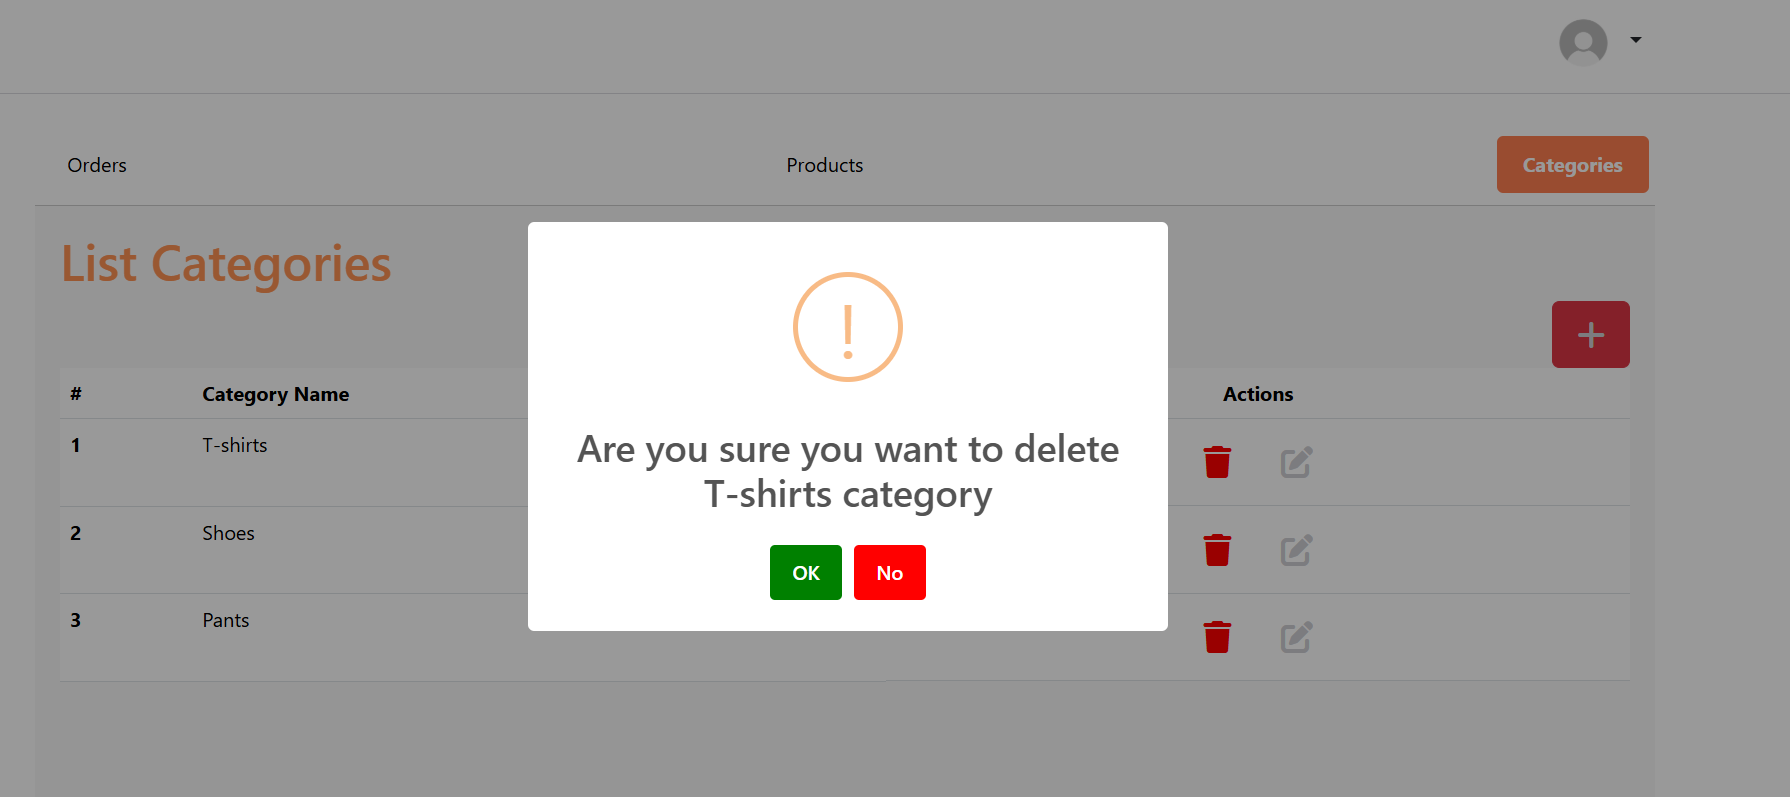 Orders Products Categories
List Categories
# Category Name Actions
1 T-shirts
2 Shoes
3 Pants
!
Are you sure you want to delete
T-shirts category
OK No